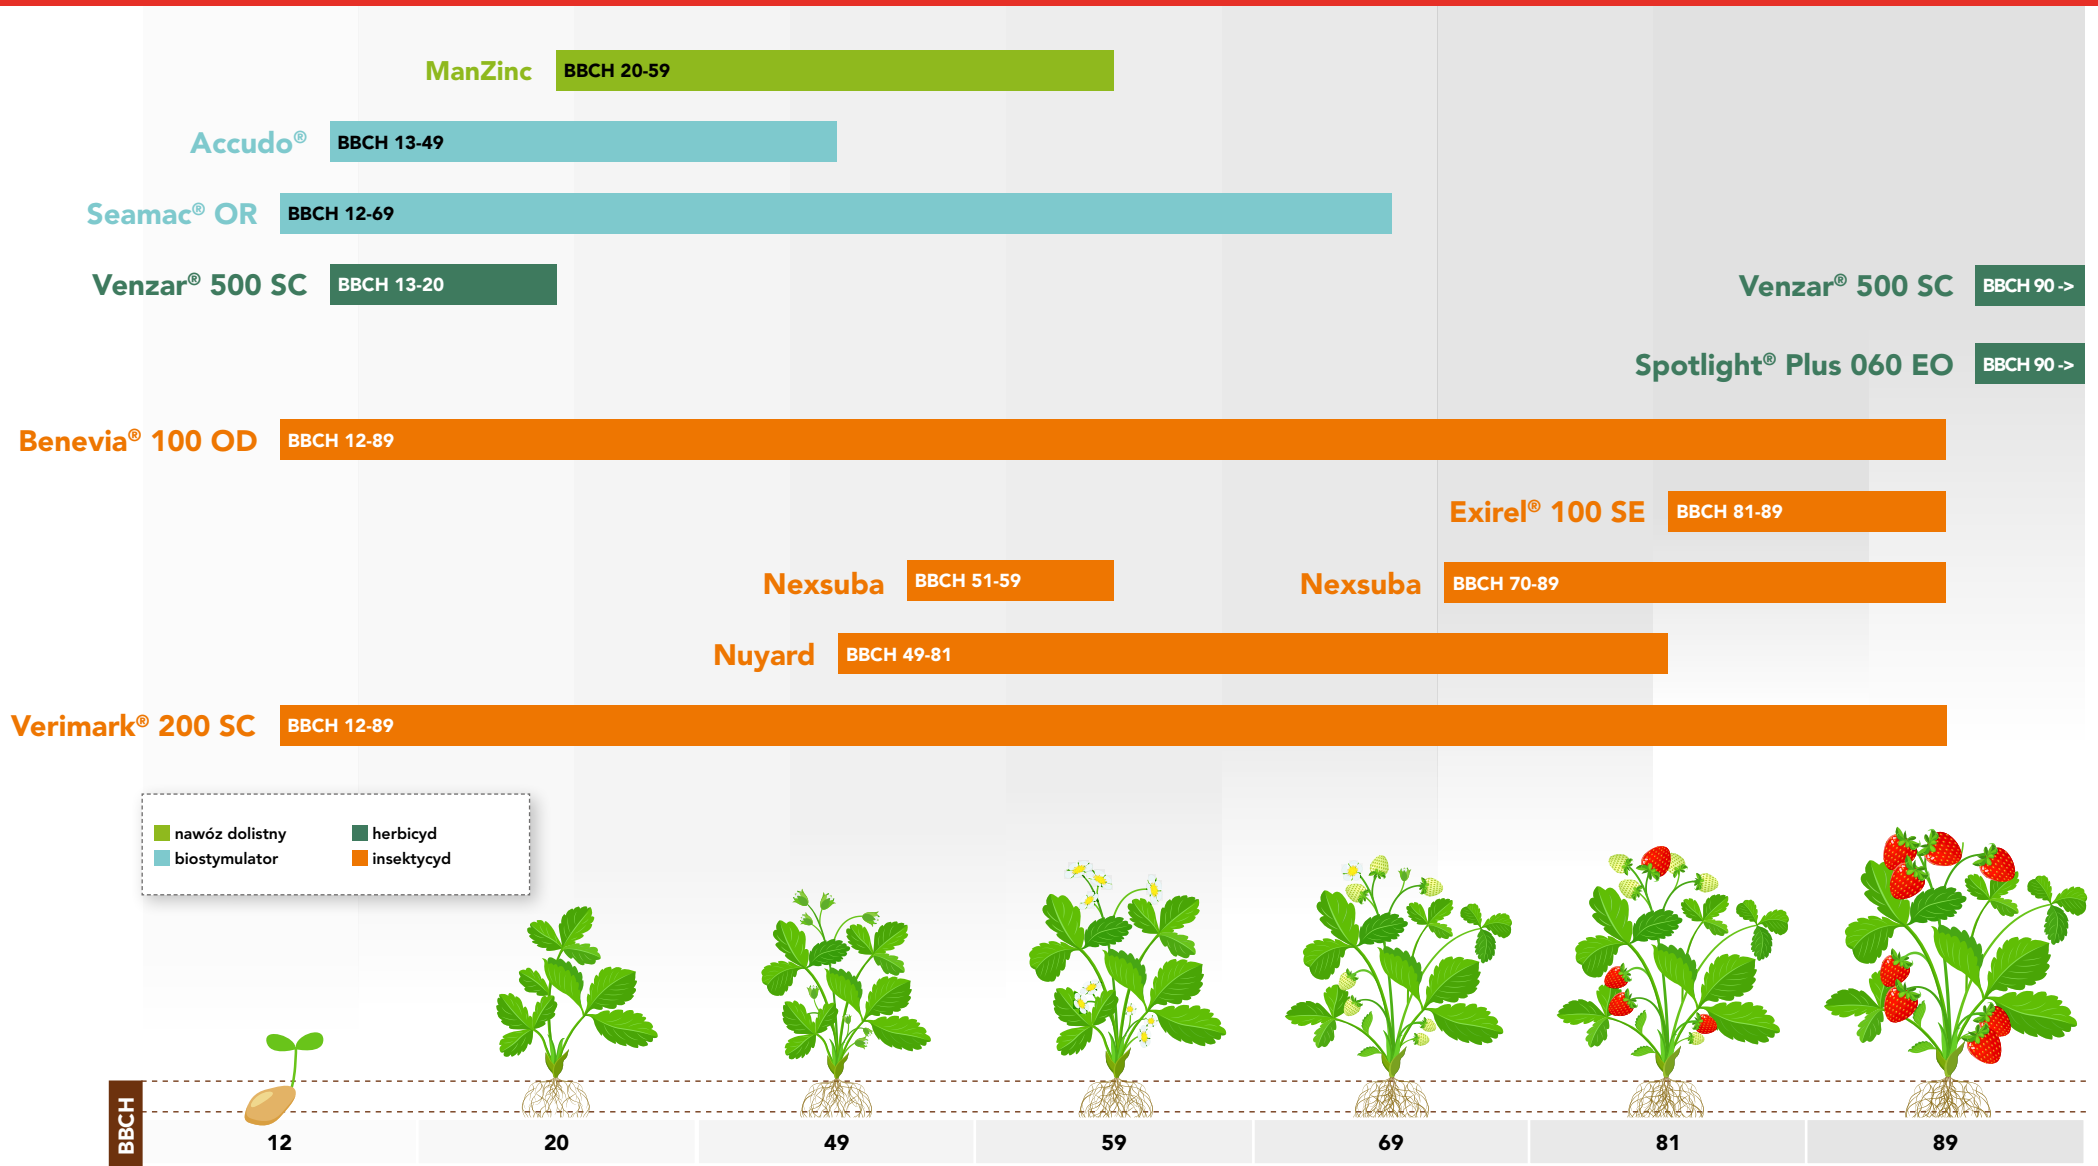 ManZinc BBCH 20-59
Accudo® BBCH 13-49
Seamac® OR BBCH 12-69
Venzar® 500 SC BBCH 13-20 Venzar® 500 SC BBCH 90 ->
Spotlight® Plus 060 EO BBCH 90 ->
Benevia® 100 OD BBCH 12-89
Exirel® 100 SE BBCH 81-89
Nexsuba BBCH 51-59 Nexsuba BBCH 70-89
Nuyard BBCH 49-81
Verimark® 200 SC BBCH 12-89
nawóz dolistny herbicyd
biostymulator insektycyd
BBCH
12 20 49 59 69 81 89